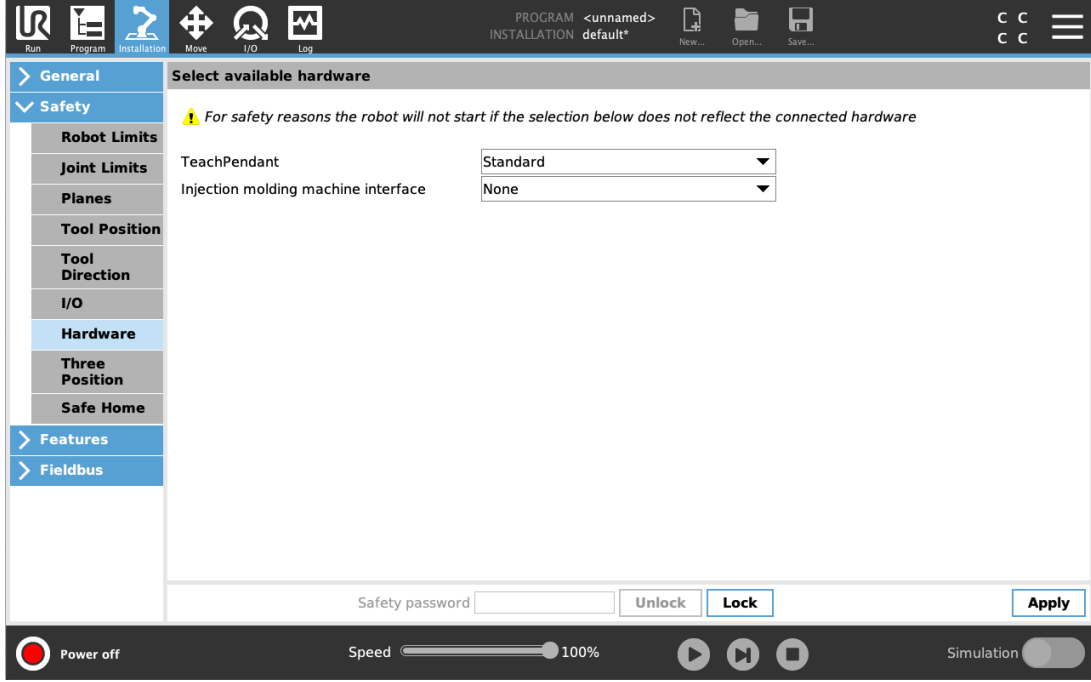 PROGRAM <unnamed>
INSTALLATION default*
C C
C C
Run Program Installation Move I/O Log New... Open... Save...
General
Safety
Robot Limits
Joint Limits
Planes
Tool Position
Tool
Direction
I/O
Hardware
Three
Position
Safe Home
Features
Fieldbus
Select available hardware
For safety reasons the robot will not start if the selection below does not reflect the connected hardware
TeachPendant Standard
Injection molding machine interface None
Safety password Unlock Lock Apply
Power off Speed 100% Simulation